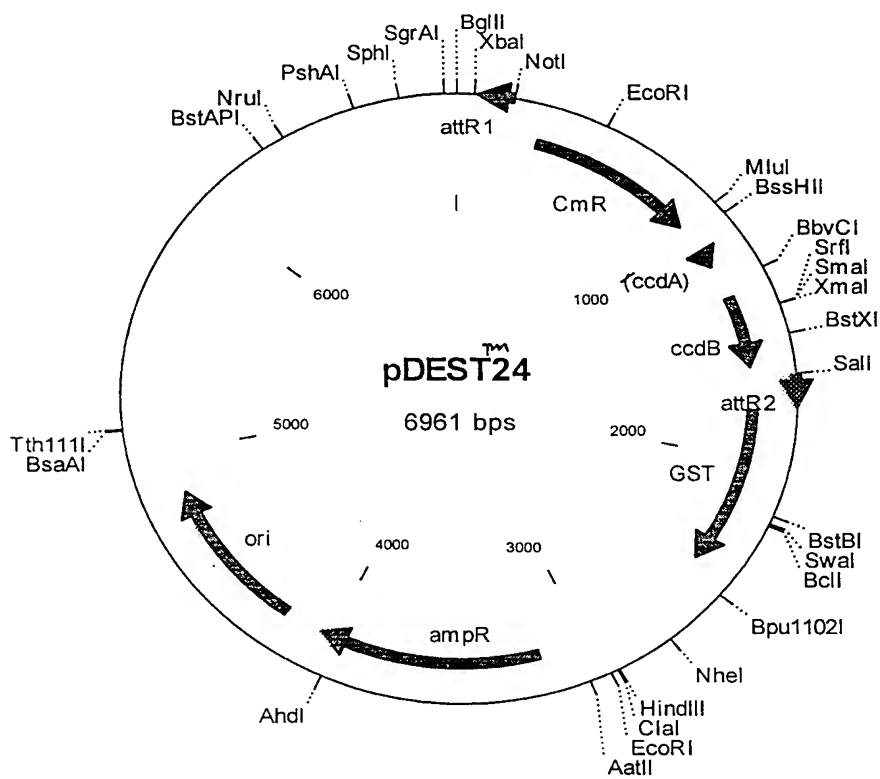 BglII
SgrAI
XbaI
SphI
NotI
PshAI
EcoRI
NruI
BstAPI
attR1
MluI
BssHII
CmR
BbvCI
SrfI
SmaI
(ccdA)
XmaI
6000
1000
BstXI
ccdB
SalI
pDEST™24
attR2
6961 bps
5000
2000
Tth111I
BsaAI
GST
BstBI
ori
SwaI
4000
3000
BclI
Bpu1102I
ampR
NheI
HindIII
AhdI
ClaI
EcoRI
AatII